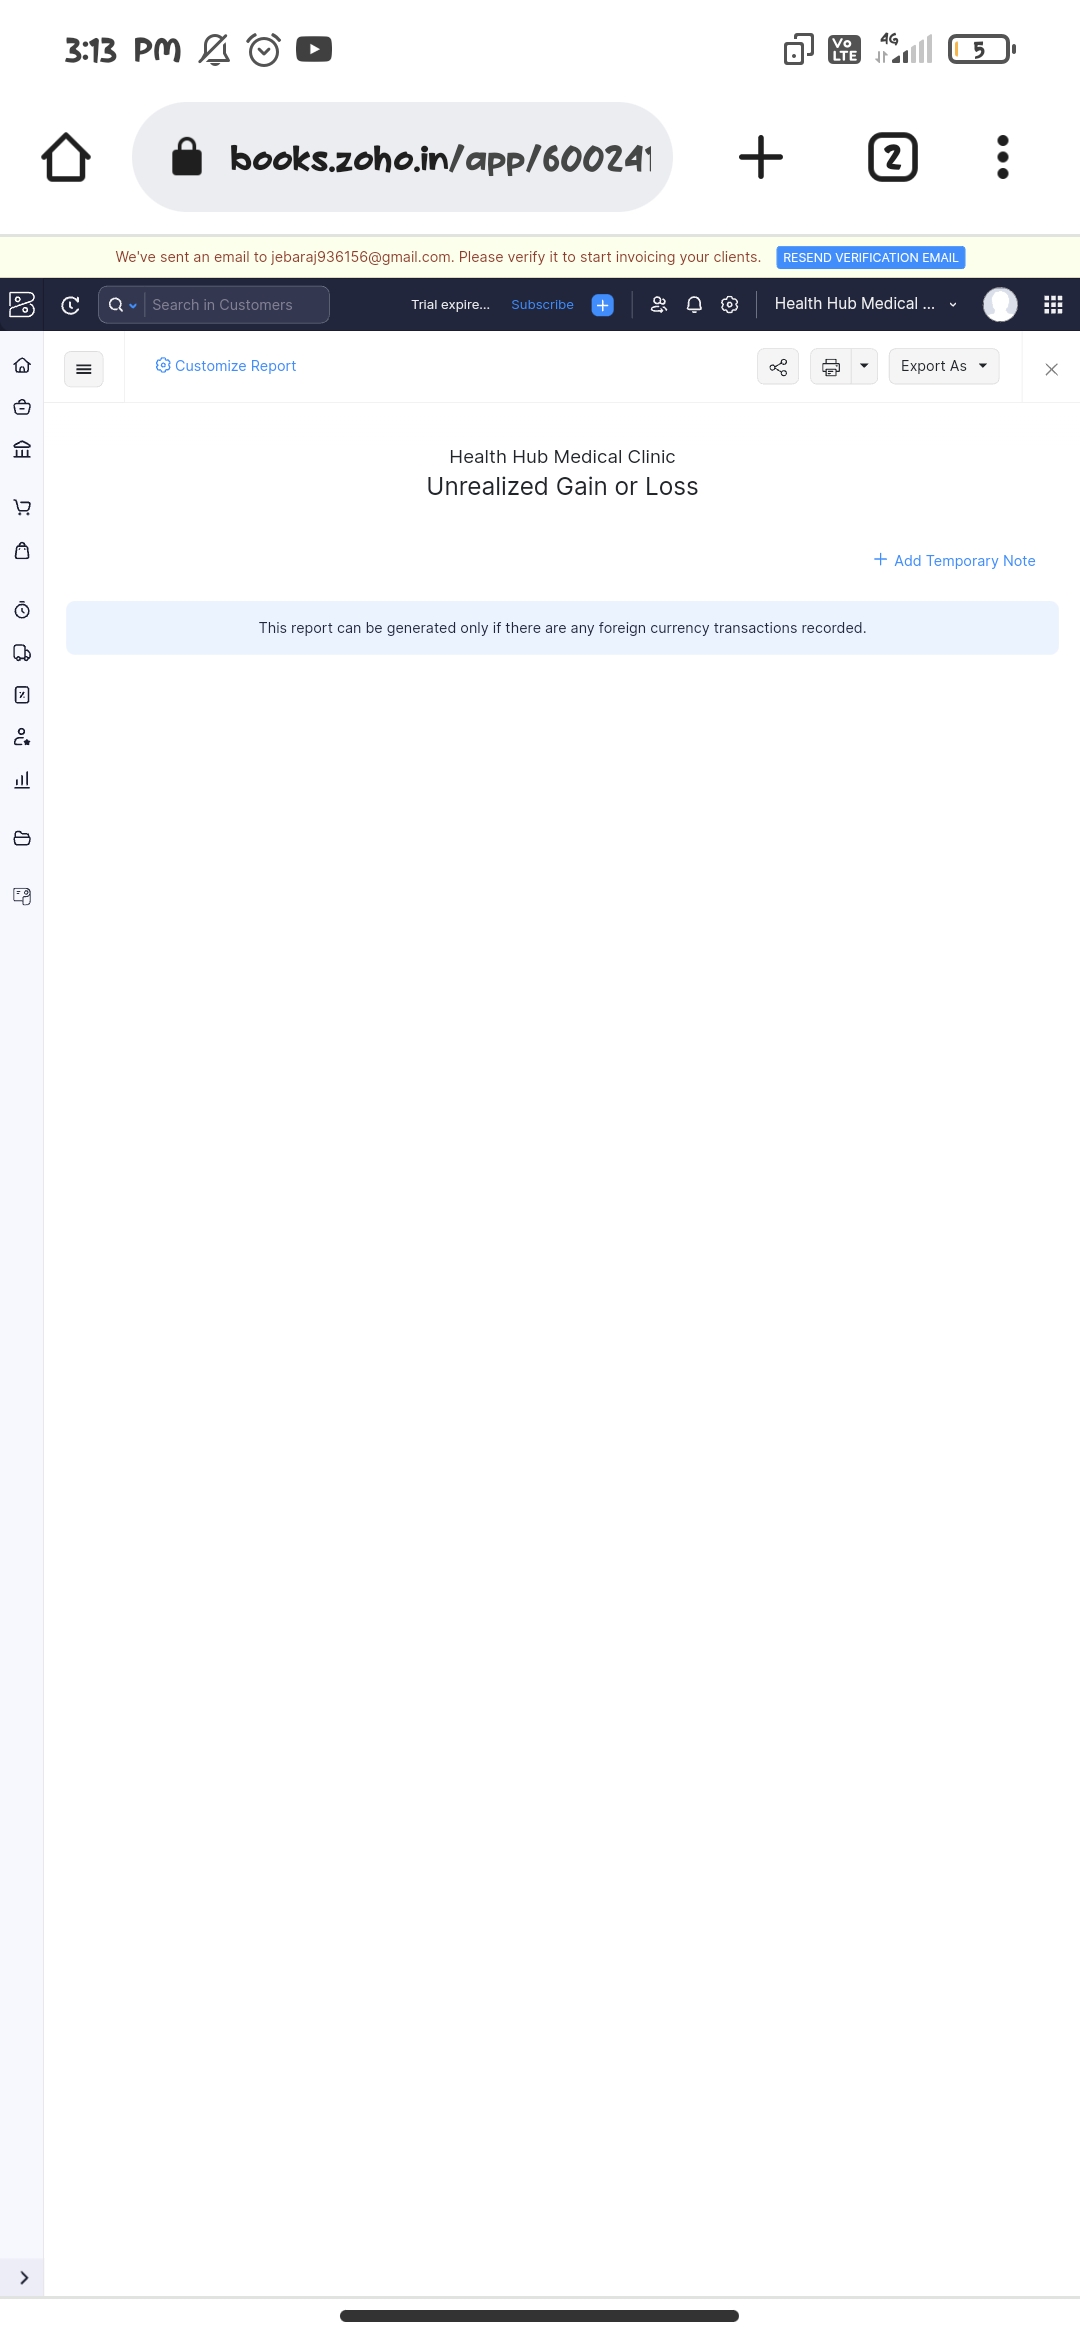 3:13 PM
Vo LTE 4G 5
books.zoho.in/app/600241
2
We've sent an email to jebaraj936156@gmail.com. Please verify it to start invoicing your clients. RESEND VERIFICATION EMAIL
Search in Customers Trial expire... Subscribe Health Hub Medical ...
Customize Report Export As
Health Hub Medical Clinic
Unrealized Gain or Loss
Add Temporary Note
This report can be generated only if there are any foreign currency transactions recorded.